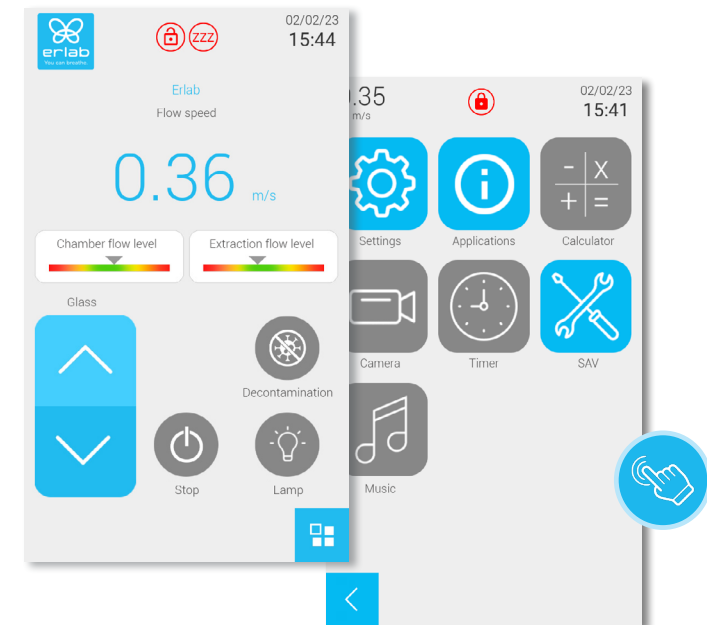 erlab
You can breathe.
ZZZ
02/02/23
15:44
Erlab
Flow speed
0.36 m/s
Chamber flow level
Extraction flow level
Glass
Decontamination
Stop
Lamp
.35
m/s
02/02/23
15:41
Settings
Applications
Calculator
Camera
Timer
SAV
Music